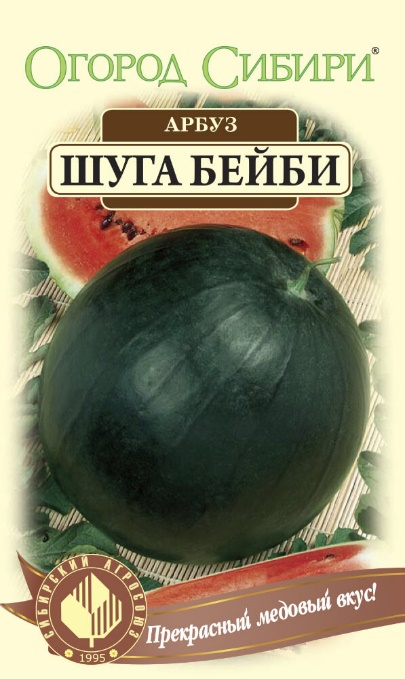 ОГОРОД СИБИРИ®
АРБУЗ
ШУГА БЕЙБИ
Прекрасный медовый вкус!
СИБИРСКИЙ АГРОСОЮЗ
1995